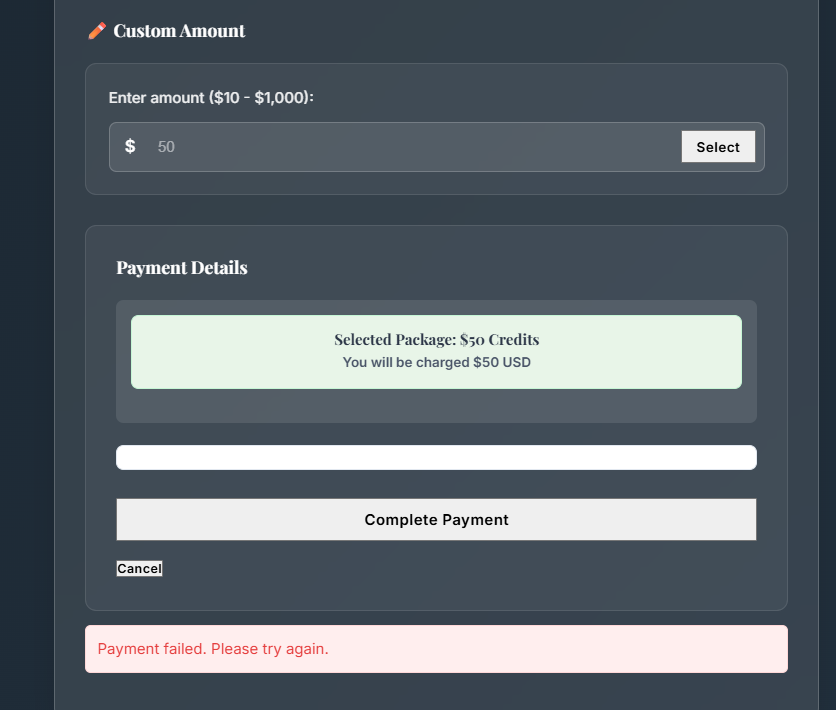 Custom Amount
Enter amount ($10 - $1,000):
$ 50 Select
Payment Details
Selected Package: $50 Credits
You will be charged $50 USD
Complete Payment
Cancel
Payment failed. Please try again.